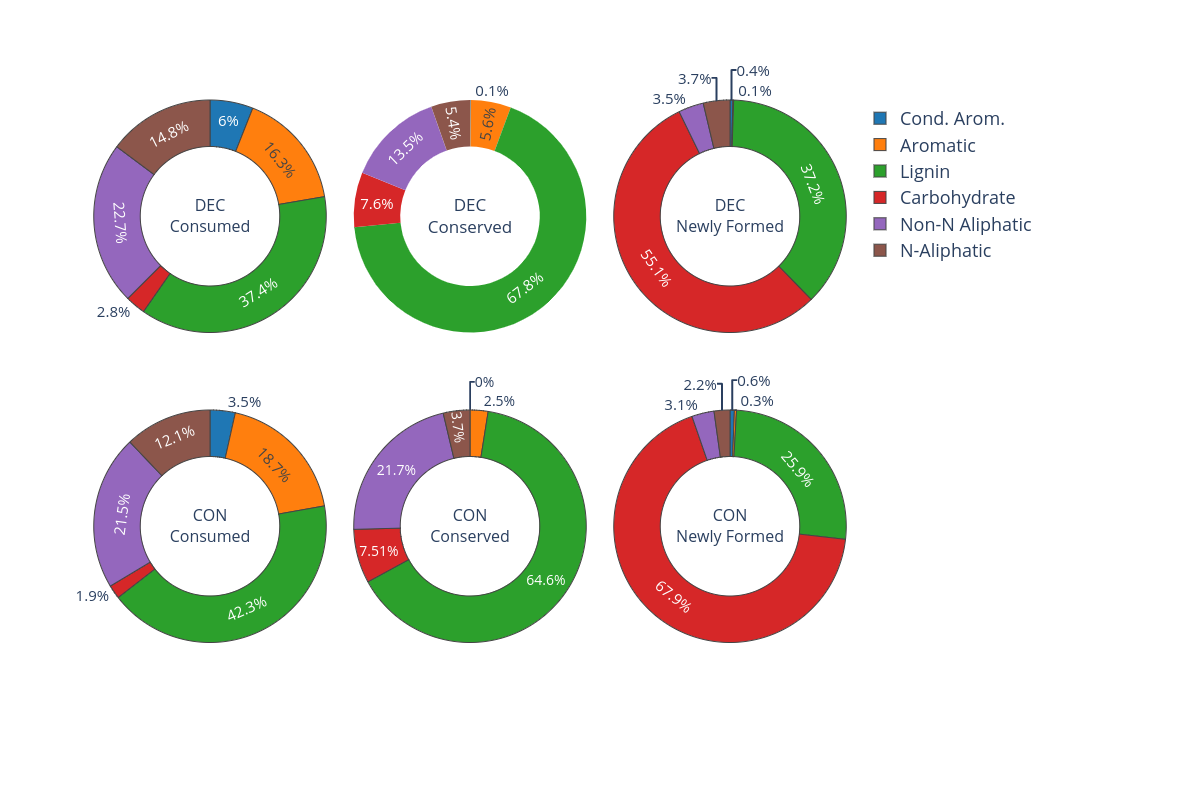 6%
16.3%
37.4%
2.8%
22.7%
14.8%
DEC
Consumed
0.1%
5.6%
67.8%
7.6%
13.5%
5.4%
DEC
Conserved
0.4%
0.1%
37.2%
55.1%
3.5%
3.7%
DEC
Newly Formed
Cond. Arom.
Aromatic
Lignin
Carbohydrate
Non-N Aliphatic
N-Aliphatic
3.5%
18.7%
42.3%
1.9%
21.5%
12.1%
CON
Consumed
0%
2.5%
64.6%
7.51%
21.7%
3.7%
CON
Conserved
0.6%
0.3%
25.9%
67.9%
3.1%
2.2%
CON
Newly Formed